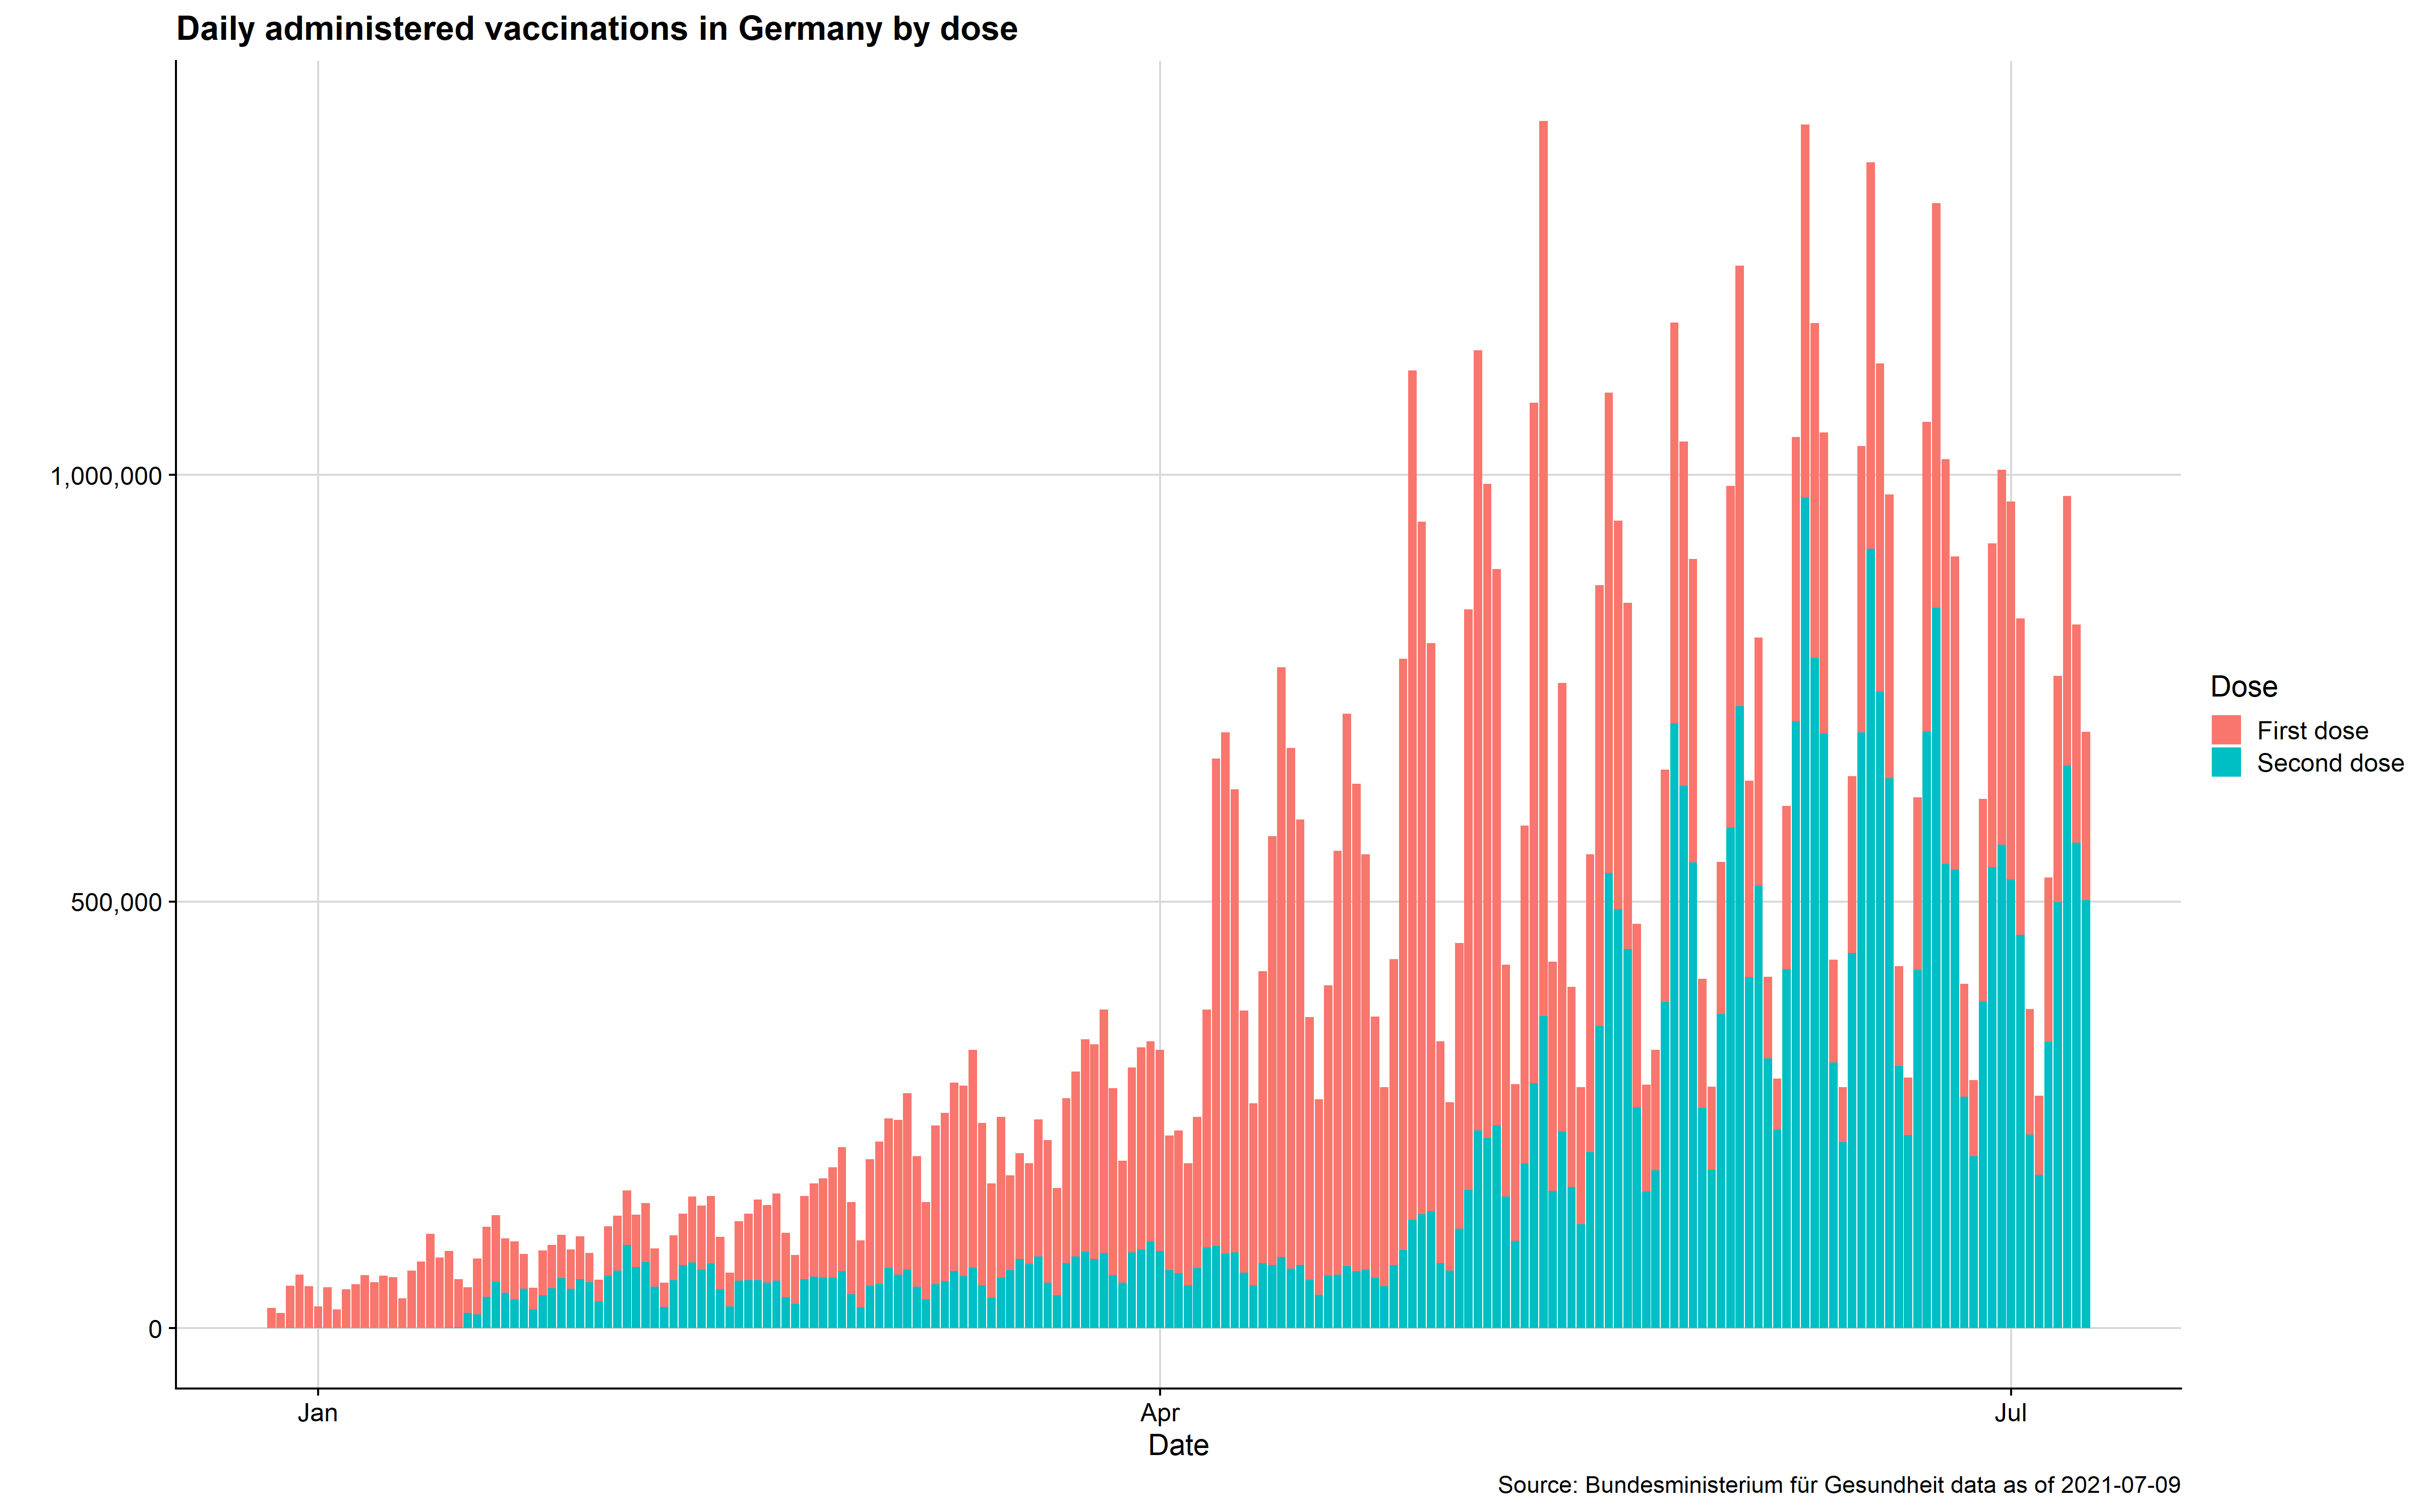 Daily administered vaccinations in Germany by dose
1,000,000
500,000
0
Jan
Apr
Jul
Date
Dose
First dose
Second dose
Source: Bundesministerium für Gesundheit data as of 2021-07-09